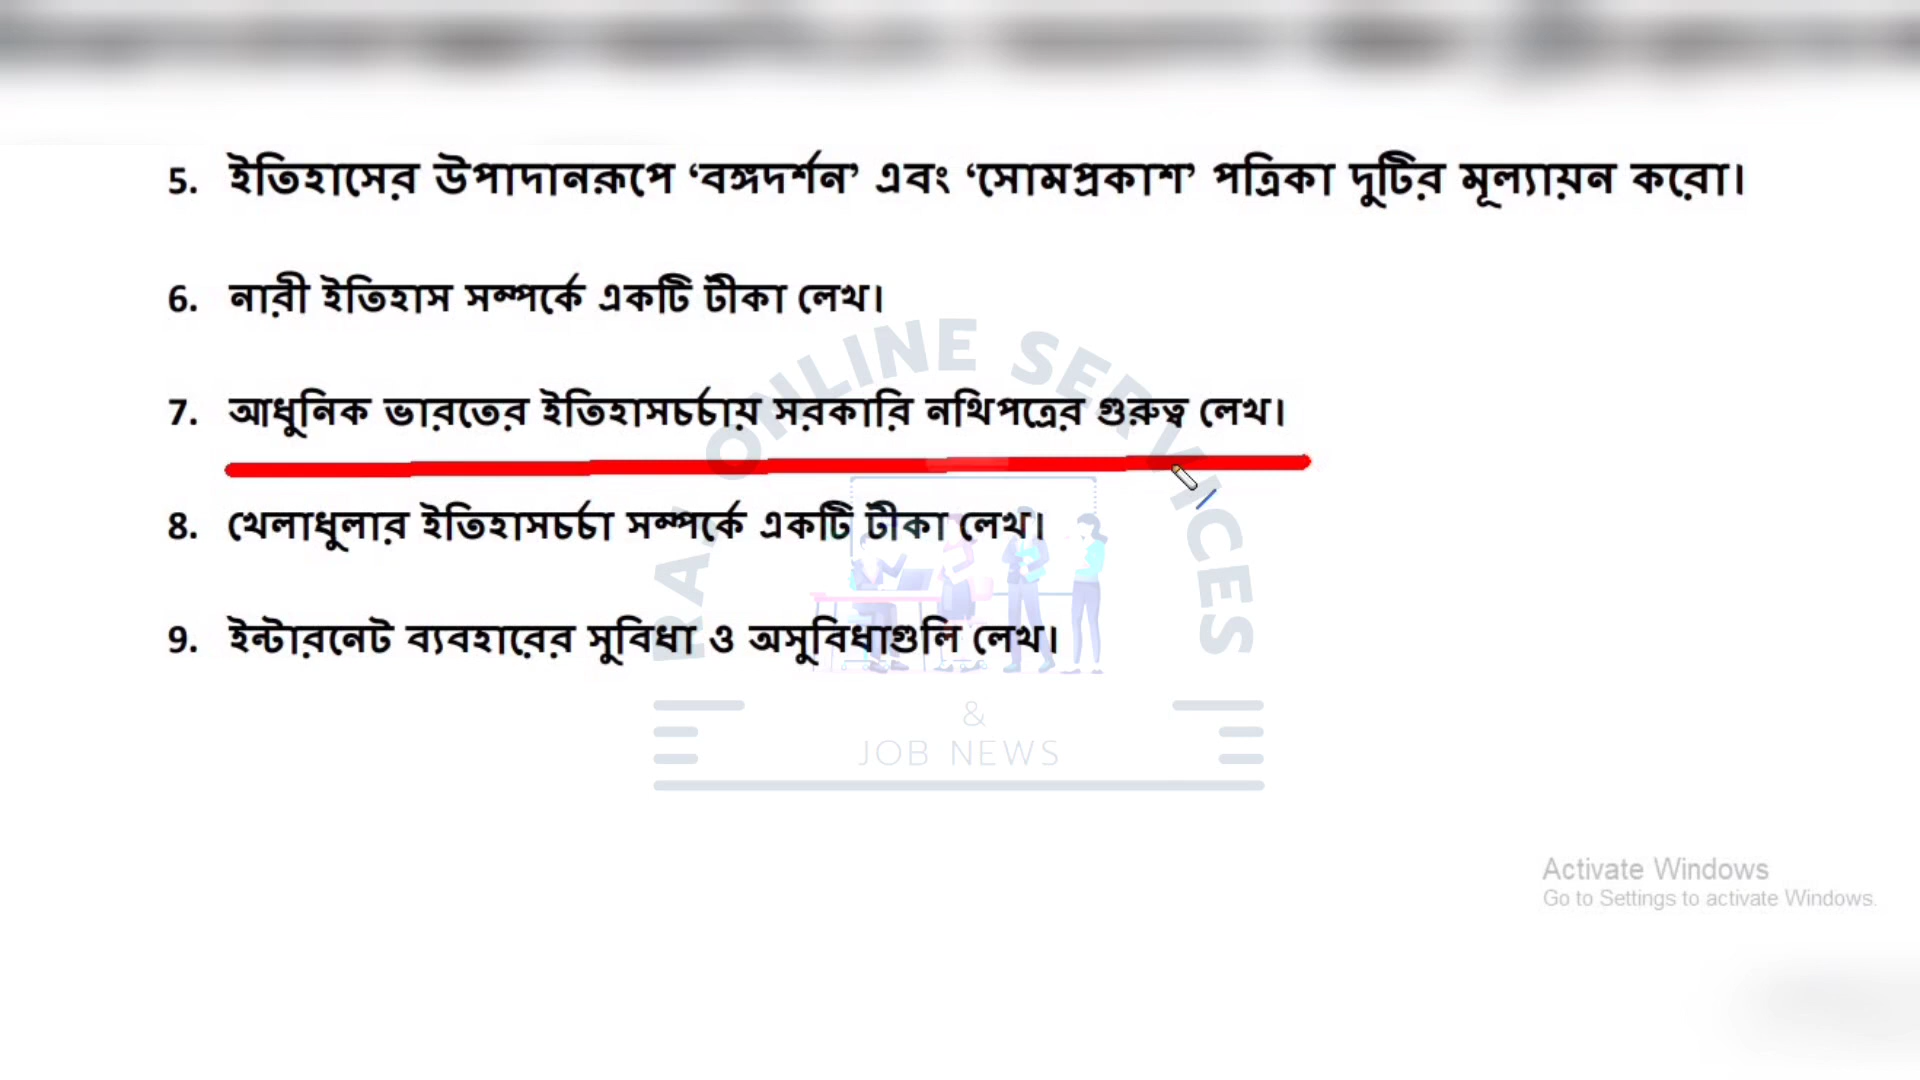 5. ইতিহাসের উপাদানরূপে ‘বঙ্গদর্শন’ এবং ‘সোমপ্রকাশ’ পত্রিকা দুটির মূল্যায়ন করো।
6. নারী ইতিহাস সম্পর্কে একটি টীকা লেখ।
7. আধুনিক ভারতের ইতিহাসচর্চায় সরকারি নথিপত্রের গুরুত্ব লেখ।
8. খেলাধুলার ইতিহাসচর্চা সম্পর্কে একটি টীকা লেখ।
9. ইন্টারনেট ব্যবহারের সুবিধা ও অসুবিধাগুলি লেখ।
ONLINE SERVICES
&
JOB NEWS
Activate Windows
Go to Settings to activate Windows.